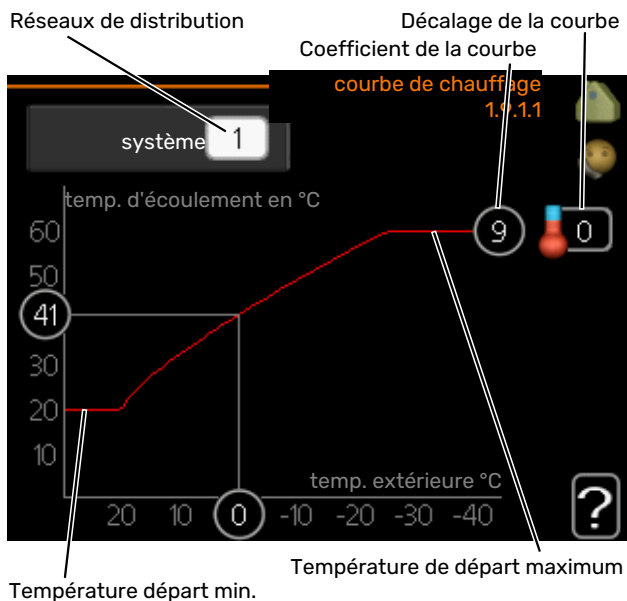 Réseaux de distribution
Décalage de la courbe
Coefficient de la courbe
courbe de chauffage
1.9.1.1
système 1
temp. d'écoulement en °C
60
9
0
50
41
30
20
10
temp. extérieure °C
20 10 0 -10 -20 -30 -40
?
Température de départ maximum
Température départ min.